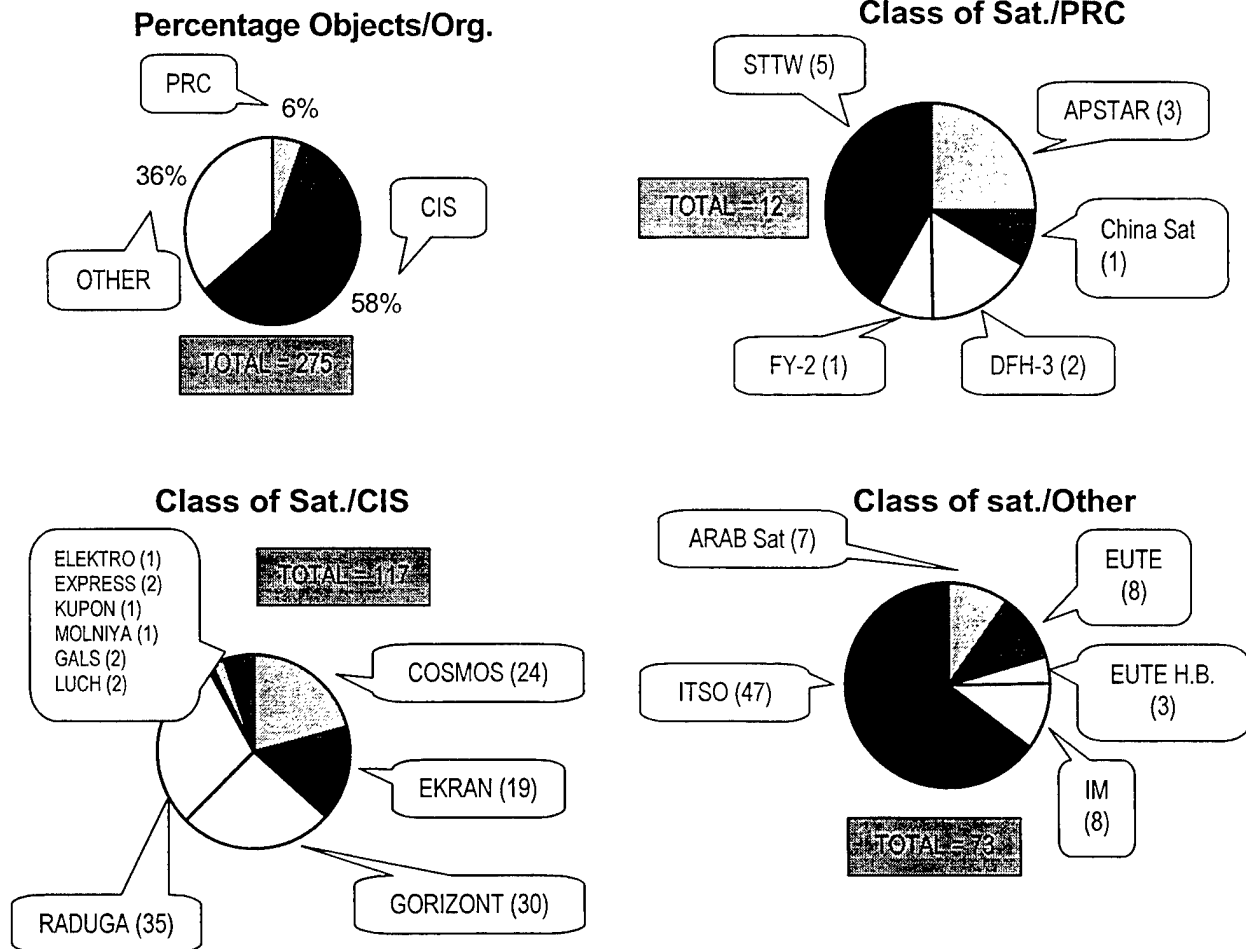 Percentage Objects/Org.
PRC
6%
36%
CIS
OTHER
58%
TOTAL = 275
Class of Sat./PRC
STTW (5)
APSTAR (3)
TOTAL = 12
China Sat
(1)
FY-2 (1)
DFH-3 (2)
Class of Sat./CIS
ELEKTRO (1)
EXPRESS (2)
KUPON (1)
MOLNIYA (1)
GALS (2)
LUCH (2)
TOTAL = 117
COSMOS (24)
EKRAN (19)
RADUGA (35)
GORIZONT (30)
Class of sat./Other
ARAB Sat (7)
EUTE
(8)
ITSO (47)
EUTE H.B.
(3)
IM
(8)
TOTAL = 73